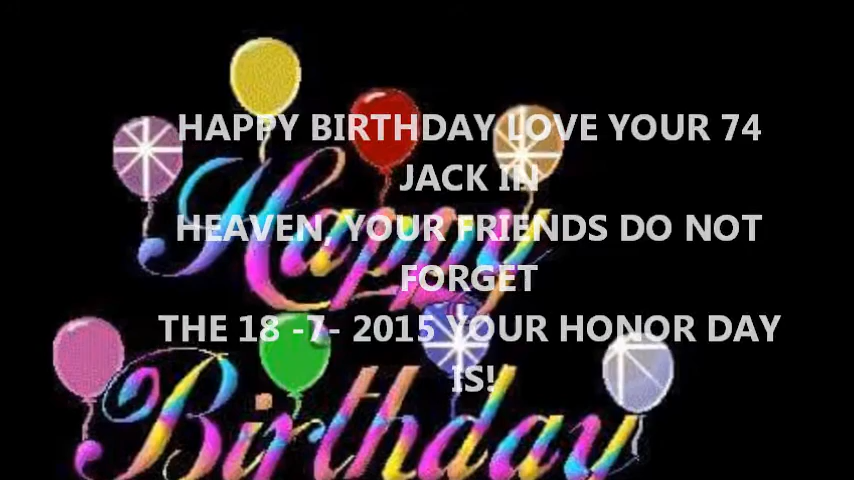 HAPPY BIRTHDAY LOVE YOUR 74
JACK IN
HEAVEN, YOUR FRIENDS DO NOT
FORGET
THE 18 -7- 2015 YOUR HONOR DAY
IS!
Happy
Birthday